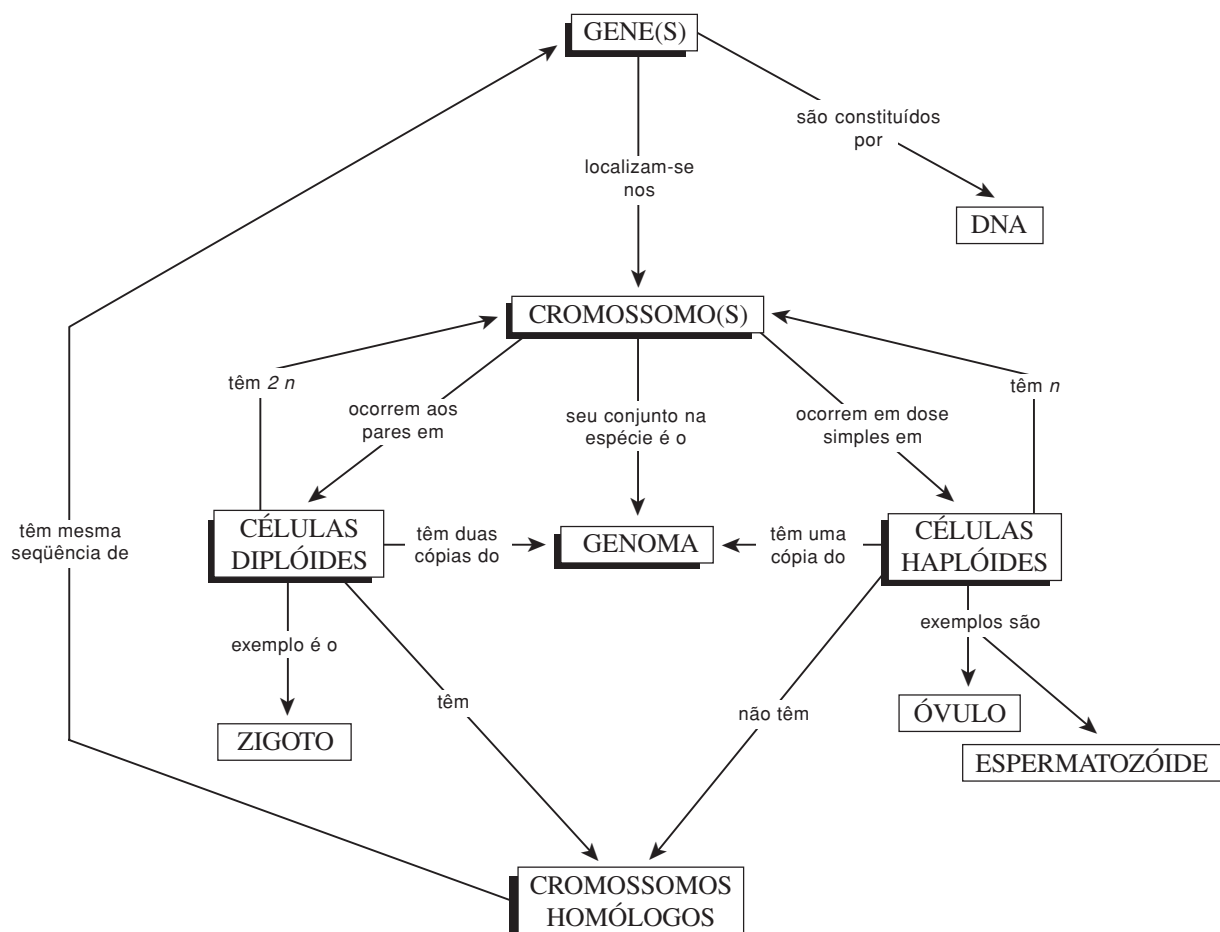 GENE(S)
são constituídos
por
localizam-se
nos
DNA
CROMOSSOMO(S)
têm 2 n
têm n
ocorrem aos
pares em
seu conjunto na
espécie é o
ocorrem em dose
simples em
têm mesma
seqüência de
CÉLULAS
DIPLÓIDES
têm duas
cópias do
GENOMA
têm uma
cópia do
CÉLULAS
HAPLÓIDES
exemplo é o
exemplos são
têm
não têm
ÓVULO
ZIGOTO
ESPERMATOZÓIDE
CROMOSSOMOS
HOMÓLOGOS